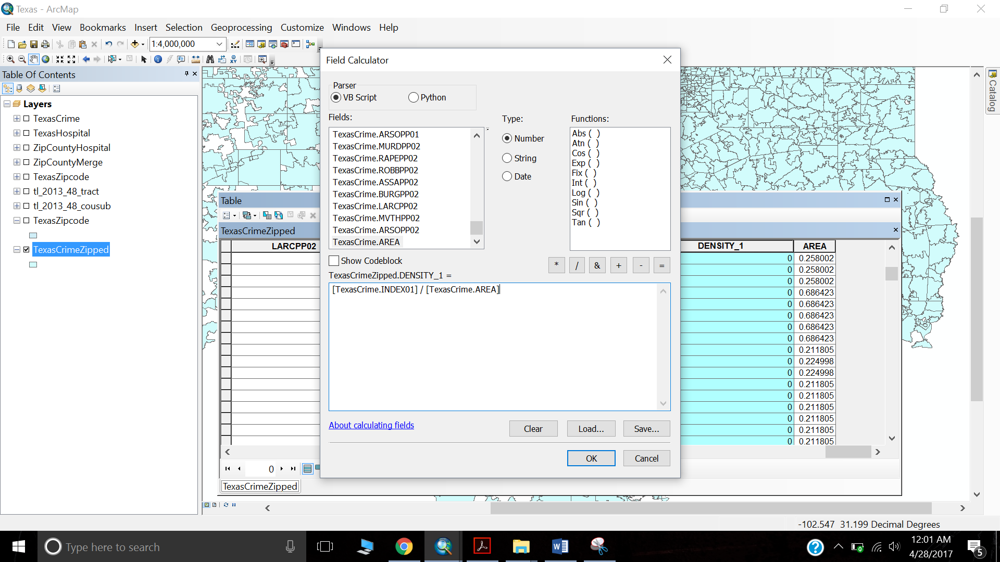 Texas - ArcMap
File Edit View Bookmarks Insert Selection Geoprocessing Customize Windows Help
1:4,000,000
Table Of Contents
Layers
TexasCrime
TexasHospital
ZipCountyHospital
ZipCountyMerge
TexasZipcode
tl_2013_48_tract
tl_2013_48_cousub
TexasZipcode
TexasCrimeZipped
Field Calculator
Parser
VB Script Python
Fields:
TexasCrime.ARSOPP01
TexasCrime.MURDPP02
TexasCrime.RAPEPP02
TexasCrime.ROBBPP02
TexasCrime.ASSAPP02
TexasCrime.BURGPP02
TexasCrime.LARCPP02
TexasCrime.MVTHPP02
TexasCrime.ARSOPP02
TexasCrime.AREA
Type:
Number
String
Date
Functions:
Abs ( )
Atn ( )
Cos ( )
Exp ( )
Fix ( )
Int ( )
Log ( )
Sin ( )
Sqr ( )
Tan ( )
Show Codeblock
* / & + - =
TexasCrimeZipped.DENSITY_1 =
[TexasCrime.INDEX01] / [TexasCrime.AREA]
About calculating fields
Clear Load... Save...
OK Cancel
Catalog
Table
TexasCrimeZipped
LARCPP02 DENSITY_1 AREA
0 0.258002
0 0.258002
0 0.258002
0 0.686423
0 0.686423
0 0.686423
0 0.686423
0 0.686423
0 0.211805
0 0.224998
0 0.224998
0 0.211805
0 0.211805
0 0.211805
0 0.211805
0 0.211805
0 0.211805
0
TexasCrimeZipped
-102.547 31.199 Decimal Degrees
Type here to search
12:01 AM
4/28/2017
5